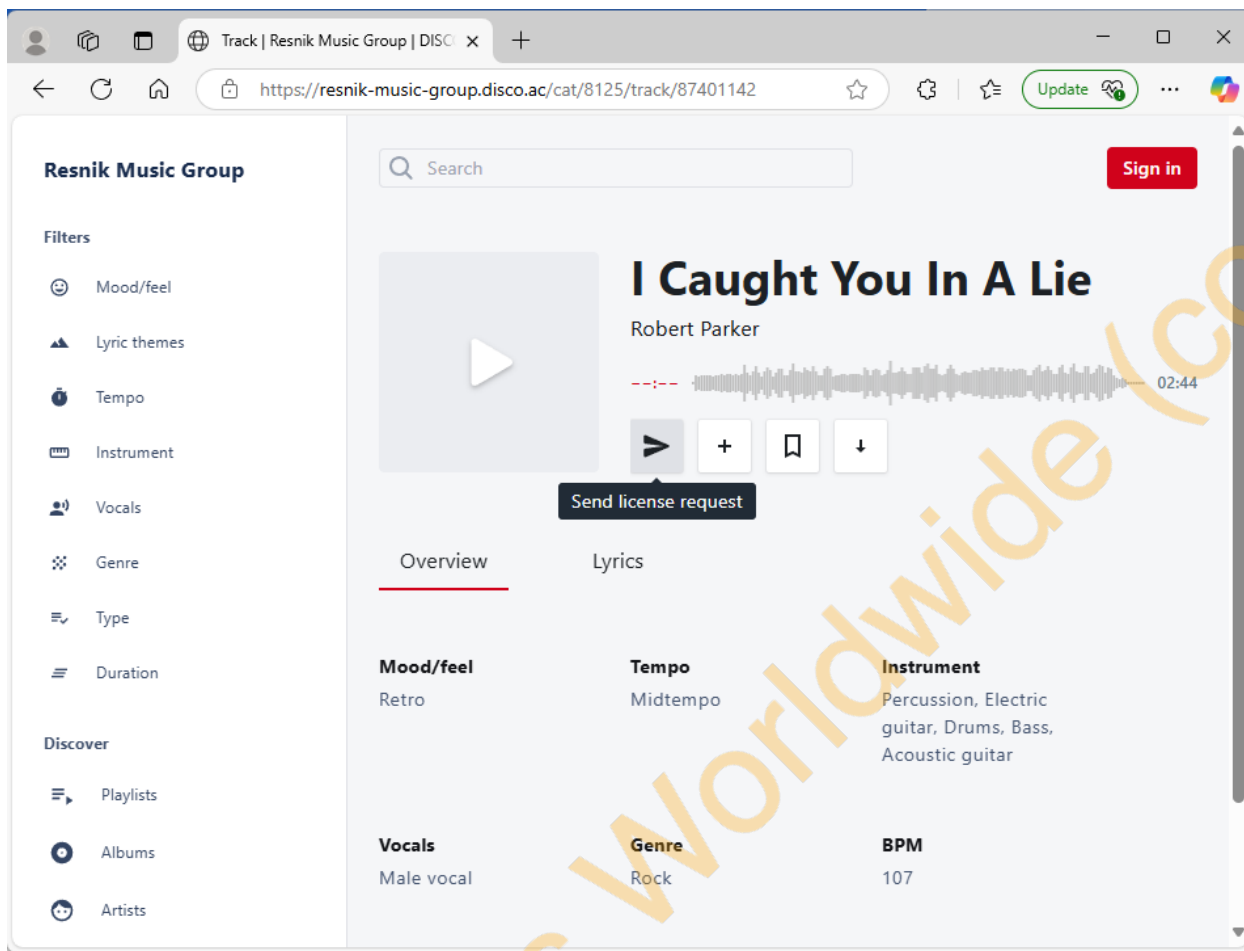 Track | Resnik Music Group | DISC
https://resnik-music-group.disco.ac/cat/8125/track/87401142
Update
Resnik Music Group
Search
Sign in
Filters
Mood/feel
Lyric themes
Tempo
Instrument
Vocals
Genre
Type
Duration
Discover
Playlists
Albums
Artists
I Caught You In A Lie
Robert Parker
--:--
02:44
Send license request
Overview
Lyrics
Mood/feel
Retro
Tempo
Midtempo
Instrument
Percussion, Electric
guitar, Drums, Bass,
Acoustic guitar
Vocals
Male vocal
Genre
Rock
BPM
107
s Worldwide (co